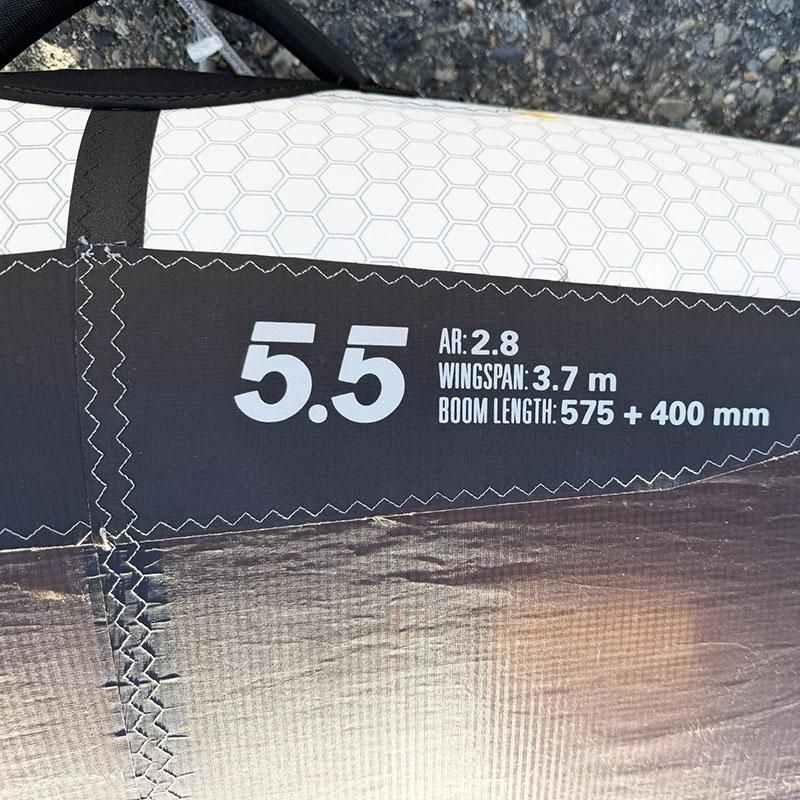 5.5
AR: 2.8
WINGSPAN: 3.7 m
BOOM LENGTH: 575 + 400 mm